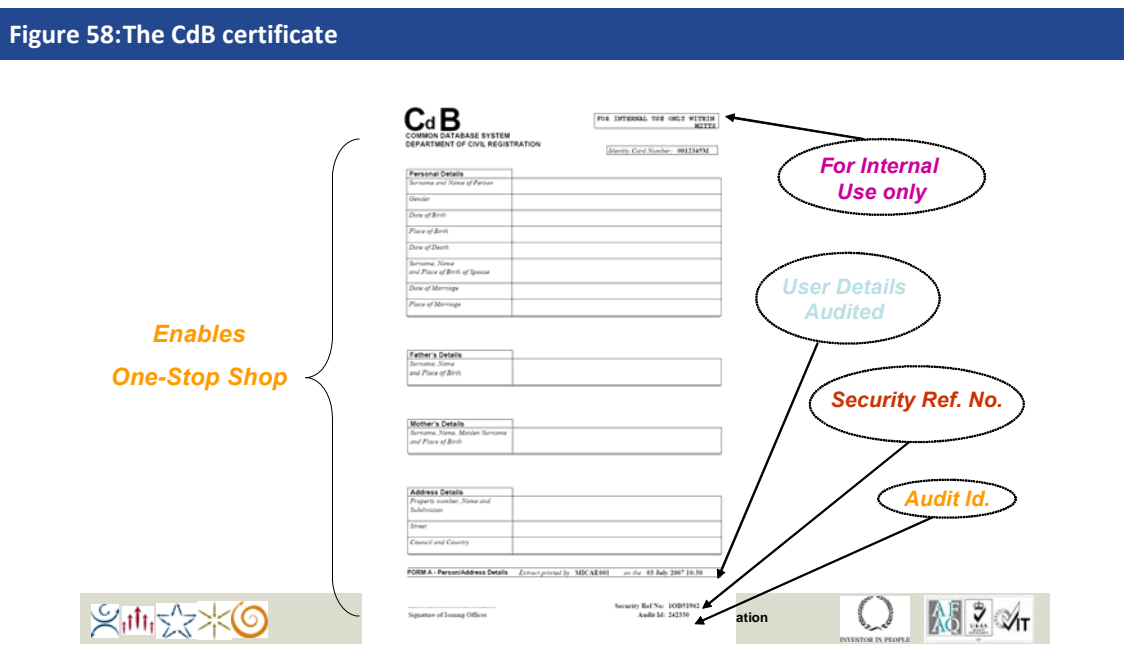 Figure 58:The CdB certificate
CdB
COMMON DATABASE SYSTEM
DEPARTMENT OF CIVIL REGISTRATION
FOR INTERNAL USE ONLY WITHIN
MITTS
Identity Card Number: 0012345M
For Internal
Use only
Personal Details
Surname and Name of Person
Gender
Date of Birth
Place of Birth
Date of Death
Surname, Name
and Place of Birth of Spouse
Date of Marriage
Place of Marriage
User Details
Audited
Enables
One-Stop Shop
Father's Details
Surname, Name
and Place of Birth
Security Ref. No.
Mother's Details
Surname, Name, Maiden Surname
and Place of Birth
Address Details
Property number, Name and
Subdivision
Street
Council and Country
Audit Id.
FORM A - Person/Address Details Extract printed by MICAE001 on the 03 July 2007 10:30
Signature of Issuing Officer
Security Ref No: 1OD51962
Audit Id: 242330
ation
INVESTOR IN PEOPLE
AFAQ
UKAS
VIT